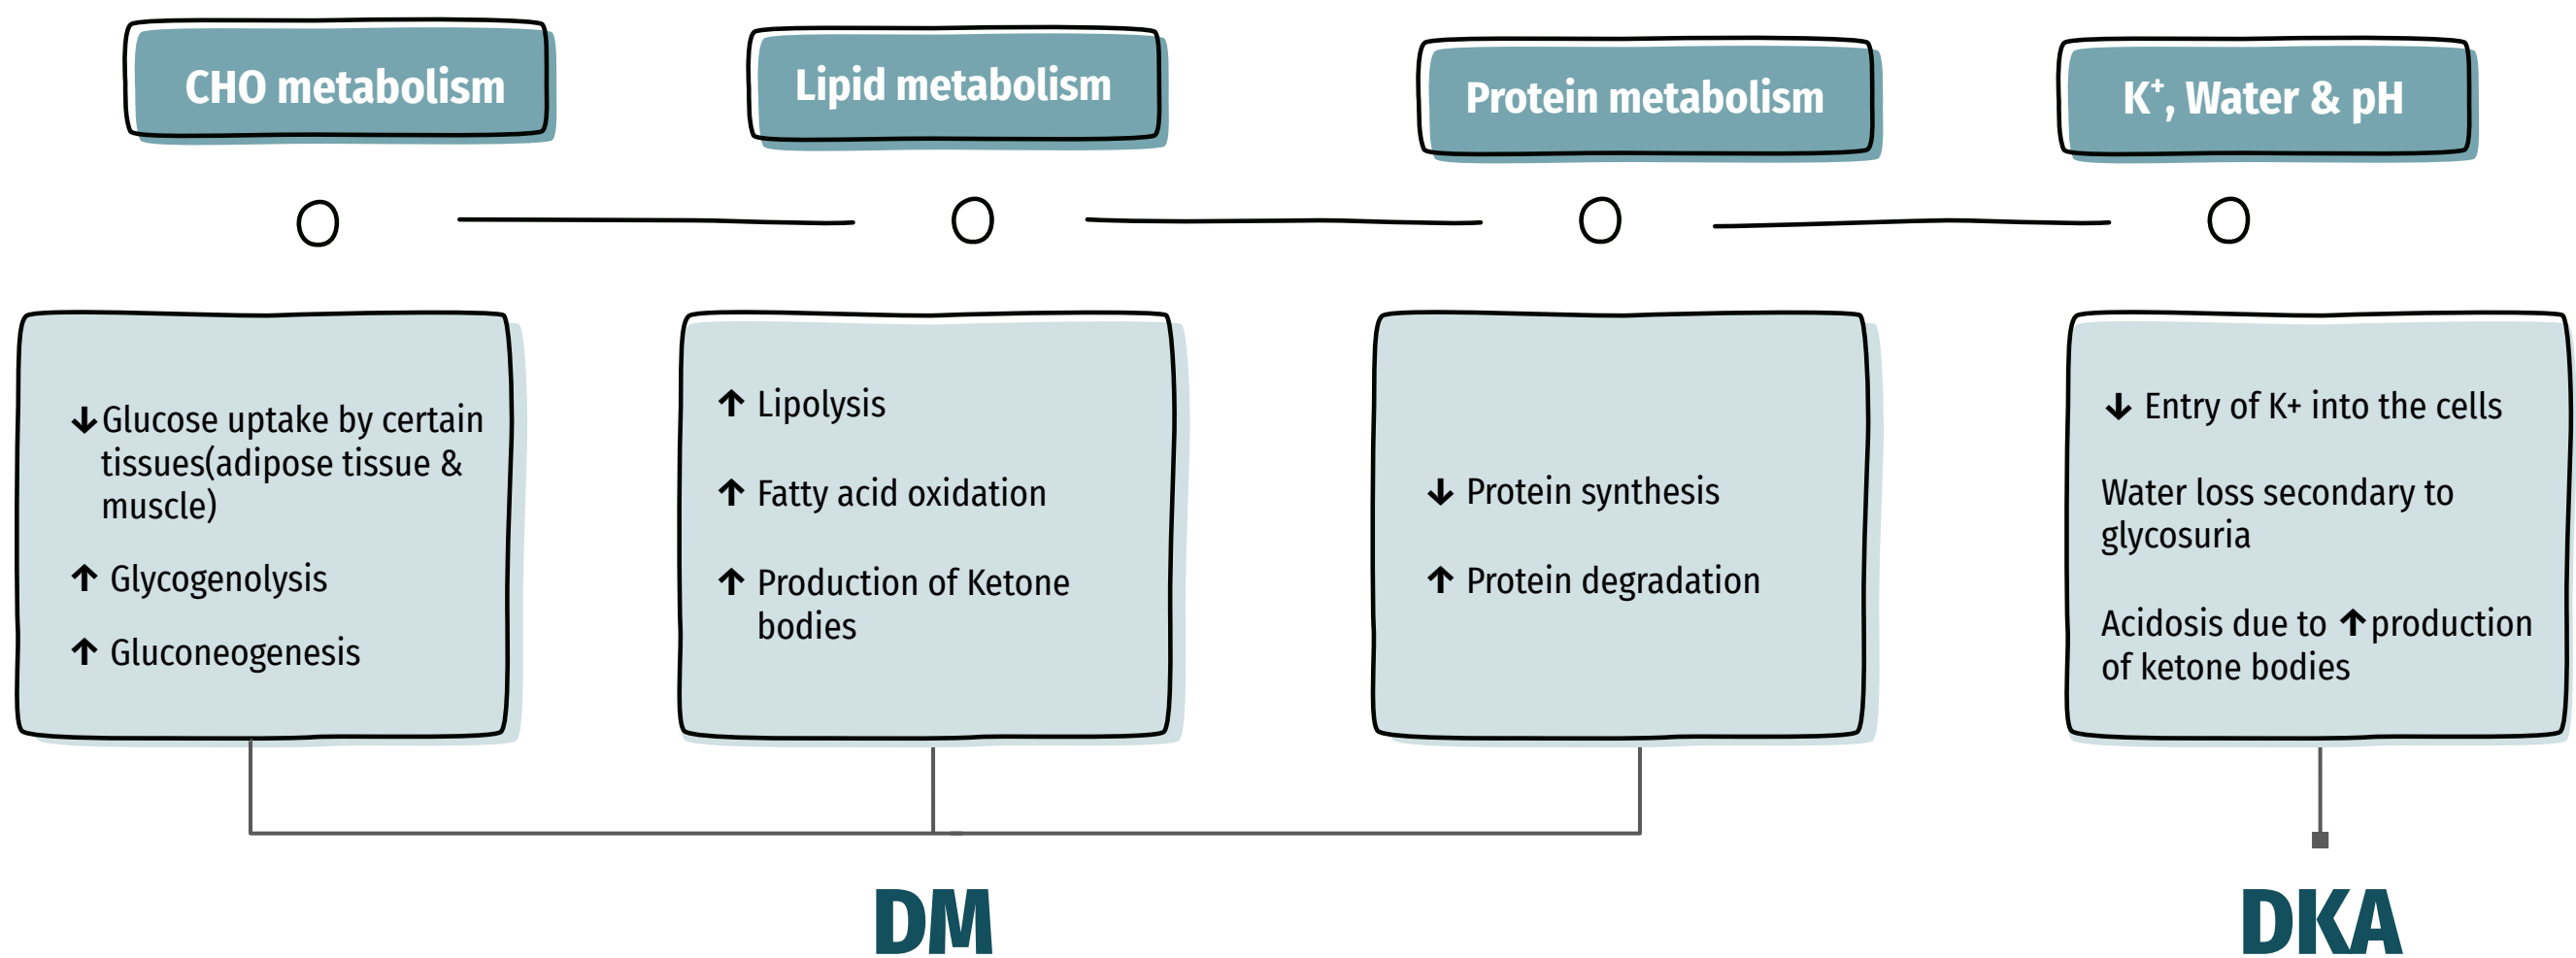 CHO metabolism
Lipid metabolism
Protein metabolism
K⁺, Water & pH
↓Glucose uptake by certain
tissues(adipose tissue &
muscle)
↑ Glycogenolysis
↑ Gluconeogenesis
↑ Lipolysis
↑ Fatty acid oxidation
↑ Production of Ketone
bodies
↓ Protein synthesis
↑ Protein degradation
↓ Entry of K+ into the cells
Water loss secondary to
glycosuria
Acidosis due to ↑production
of ketone bodies
DM
DKA